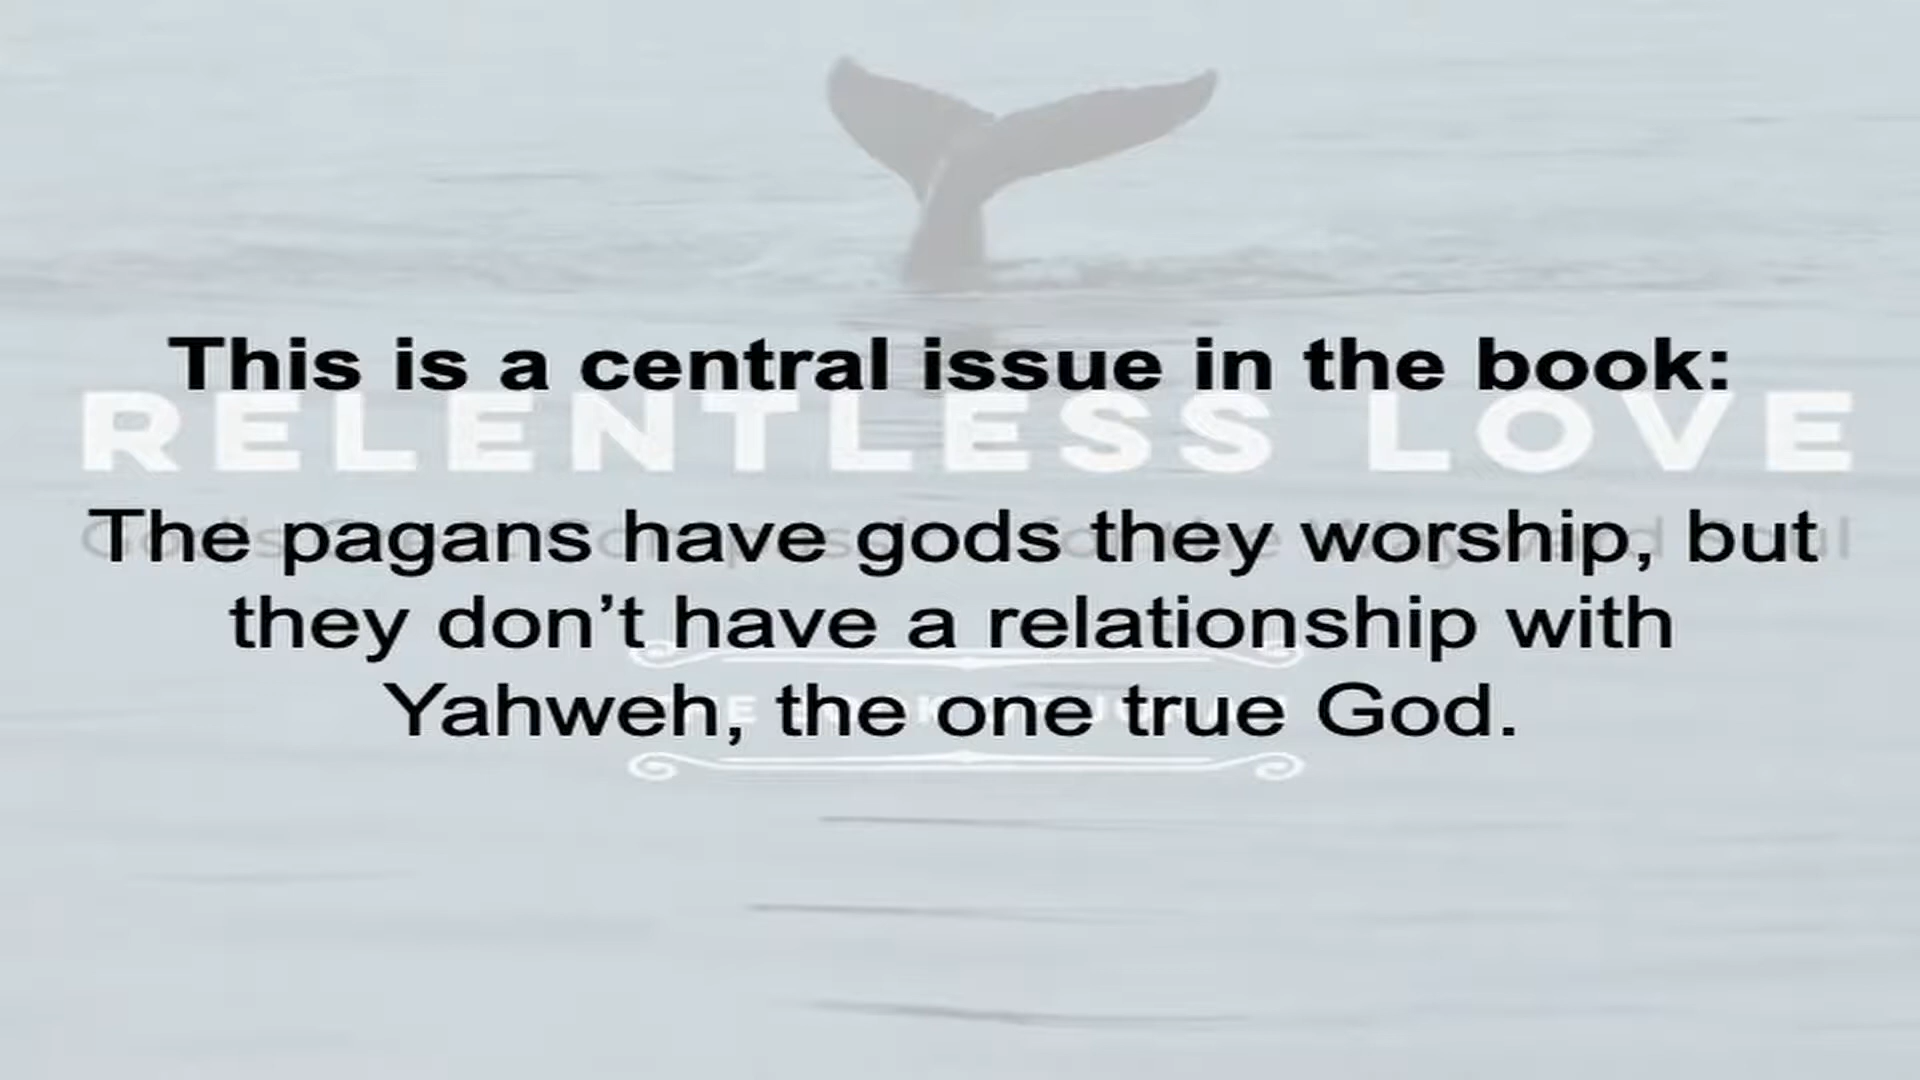 This is a central issue in the book:
RELENTLESS LOVE
The pagans have gods they worship, but
they don’t have a relationship with
Yahweh, the one true God.